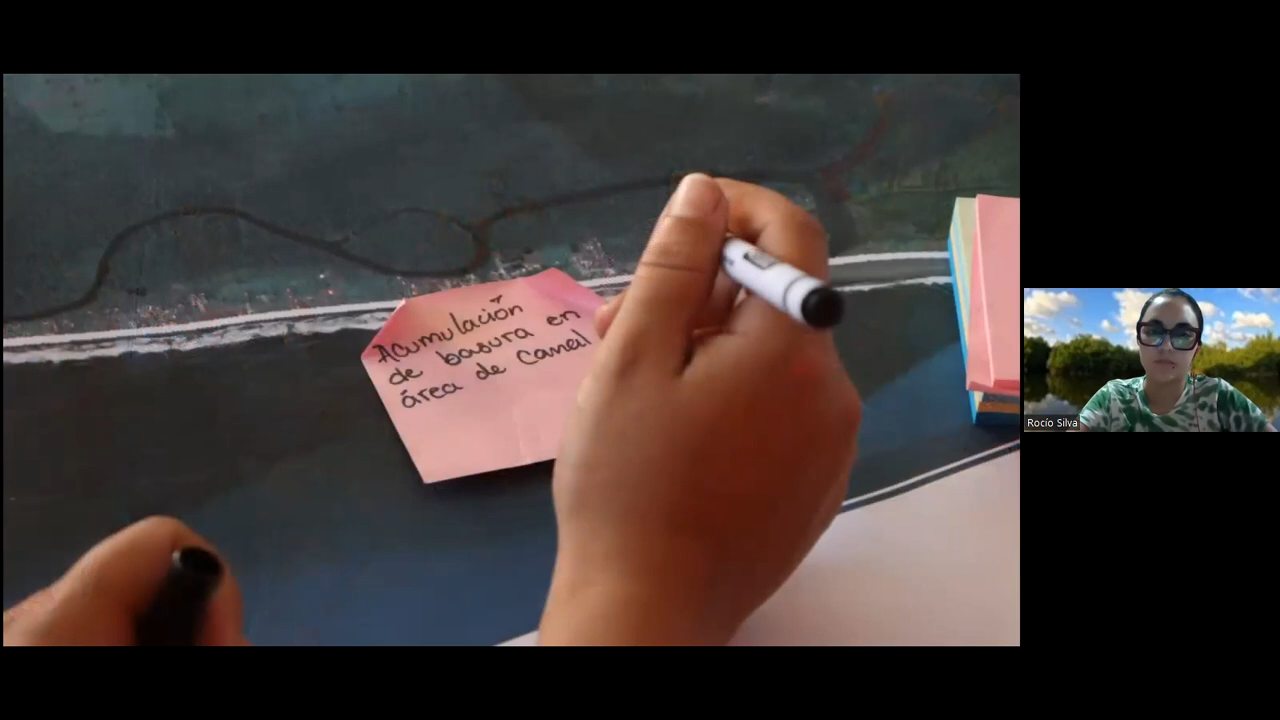 Acumulación
de basura en
área de Canal
Rocío Silva